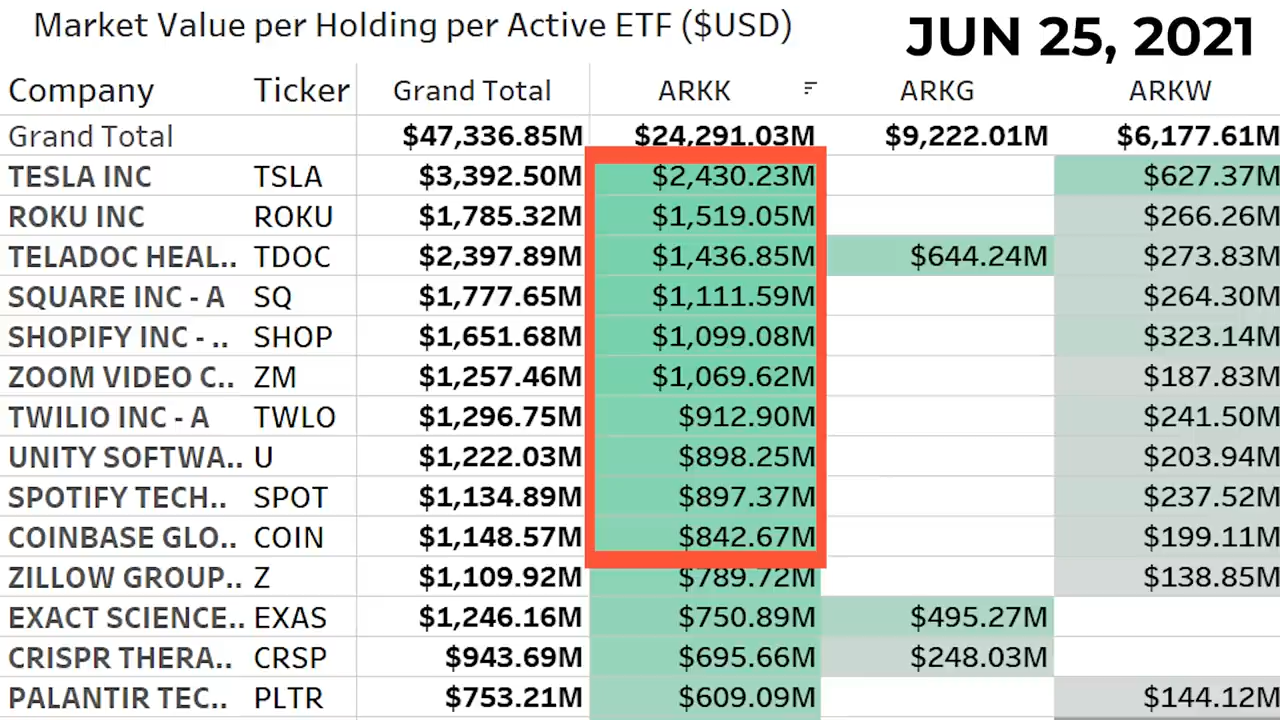 Market Value per Holding per Active ETF ($USD) JUN 25, 2021
Company Ticker Grand Total ARKK ARKG ARKW
Grand Total $47,336.85M $24,291.03M $9,222.01M $6,177.61M
TESLA INC TSLA $3,392.50M $2,430.23M $627.37M
ROKU INC ROKU $1,785.32M $1,519.05M $266.26M
TELADOC HEAL.. TDOC $2,397.89M $1,436.85M $644.24M $273.83M
SQUARE INC - A SQ $1,777.65M $1,111.59M $264.30M
SHOPIFY INC - .. SHOP $1,651.68M $1,099.08M $323.14M
ZOOM VIDEO C.. ZM $1,257.46M $1,069.62M $187.83M
TWILIO INC - A TWLO $1,296.75M $912.90M $241.50M
UNITY SOFTWA.. U $1,222.03M $898.25M $203.94M
SPOTIFY TECH.. SPOT $1,134.89M $897.37M $237.52M
COINBASE GLO.. COIN $1,148.57M $842.67M $199.11M
ZILLOW GROUP.. Z $1,109.92M $789.72M $138.85M
EXACT SCIENCE.. EXAS $1,246.16M $750.89M $495.27M
CRISPR THERA.. CRSP $943.69M $695.66M $248.03M
PALANTIR TEC.. PLTR $753.21M $609.09M $144.12M